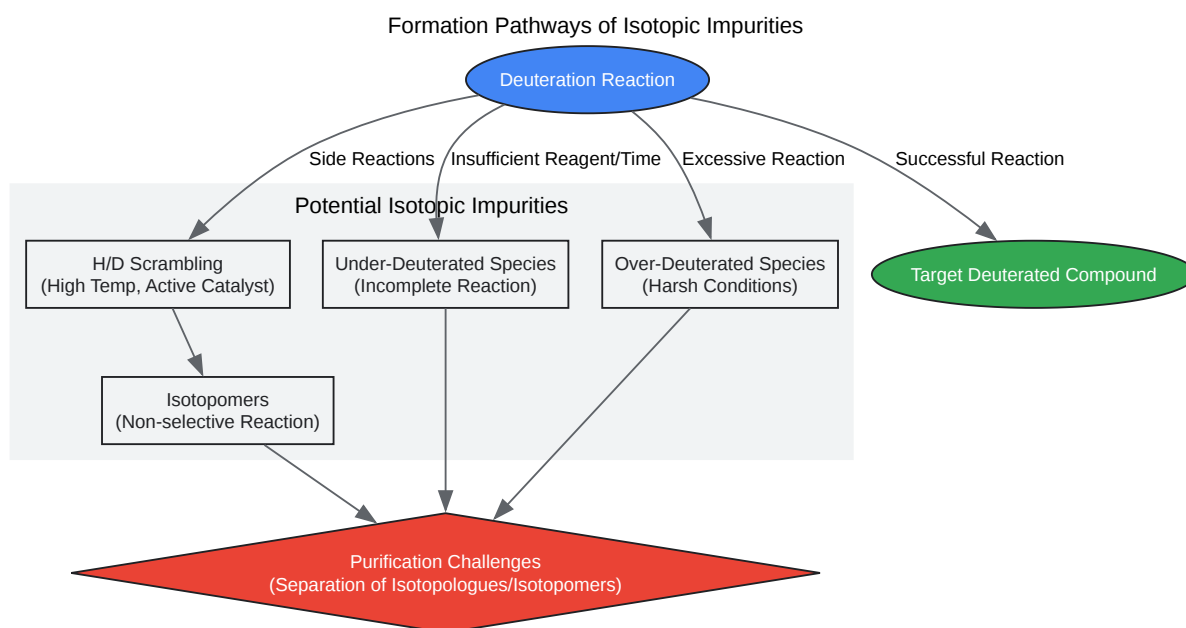 Formation Pathways of Isotopic Impurities
Deuteration Reaction
Side Reactions
Insufficient Reagent/Time
Excessive Reaction
Successful Reaction
Potential Isotopic Impurities
H/D Scrambling
(High Temp, Active Catalyst)
Under-Deuterated Species
(Incomplete Reaction)
Over-Deuterated Species
(Harsh Conditions)
Target Deuterated Compound
Isotopomers
(Non-selective Reaction)
Purification Challenges
(Separation of Isotopologues/Isotopomers)